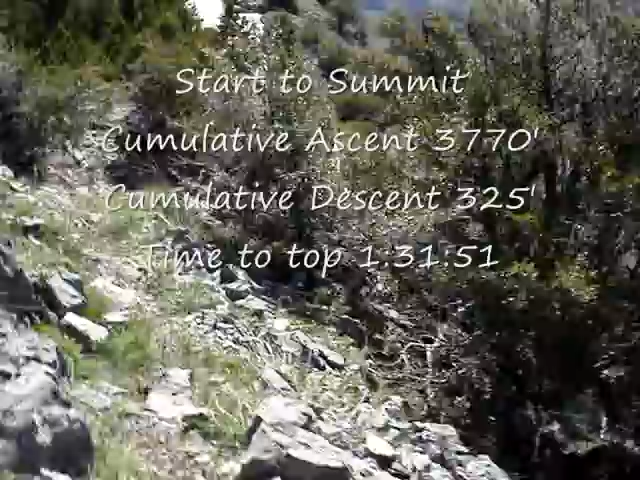 Start to Summit
Cumulative Ascent 3770'
Cumulative Descent 325'
Time to top 1:31:51